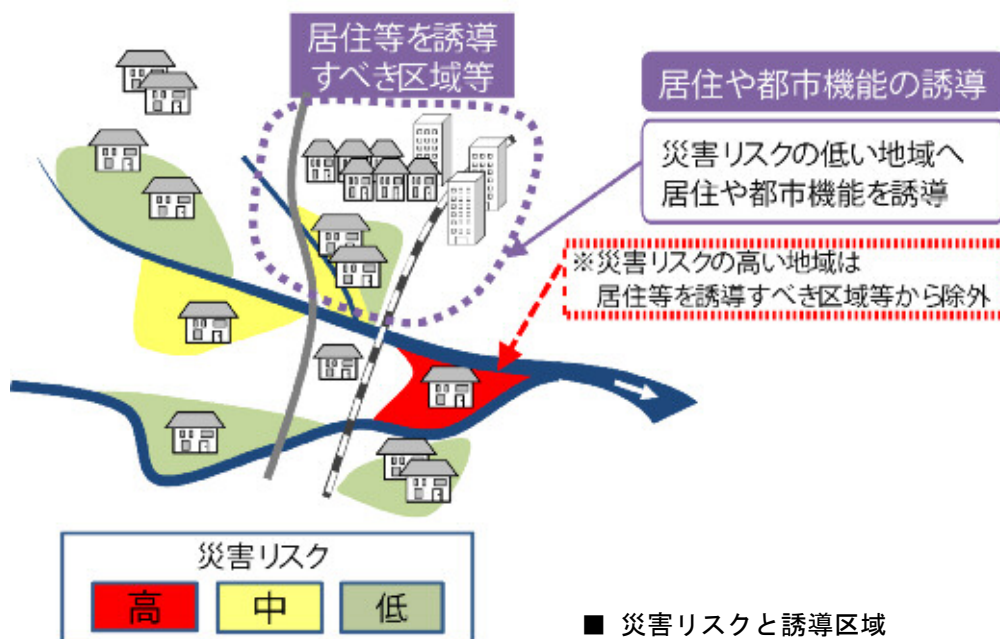 居住等を誘導
すべき区域等
居住や都市機能の誘導
災害リスクの低い地域へ
居住や都市機能を誘導
※災害リスクの高い地域は
居住等を誘導すべき区域等から除外
災害リスク
高 中 低
■ 災害リスクと誘導区域